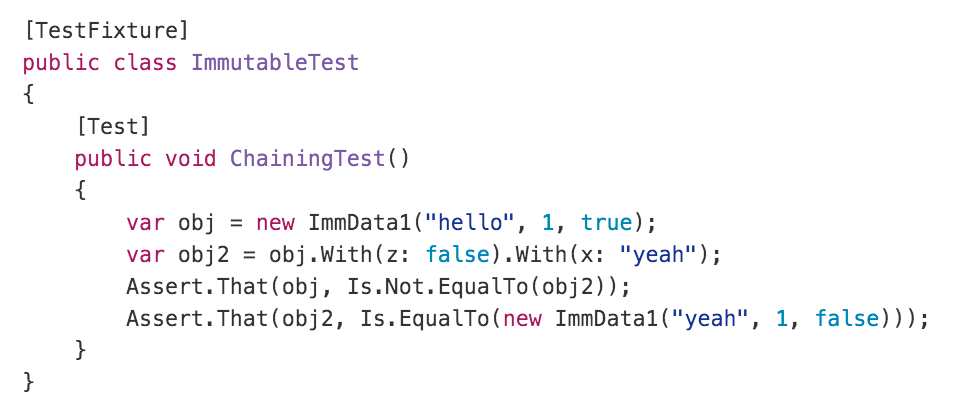 [TestFixture]
public class ImmutableTest
{
    [Test]
    public void ChainingTest()
    {
        var obj = new ImmData1("hello", 1, true);
        var obj2 = obj.With(z: false).With(x: "yeah");
        Assert.That(obj, Is.Not.EqualTo(obj2));
        Assert.That(obj2, Is.EqualTo(new ImmData1("yeah", 1, false)));
    }
}